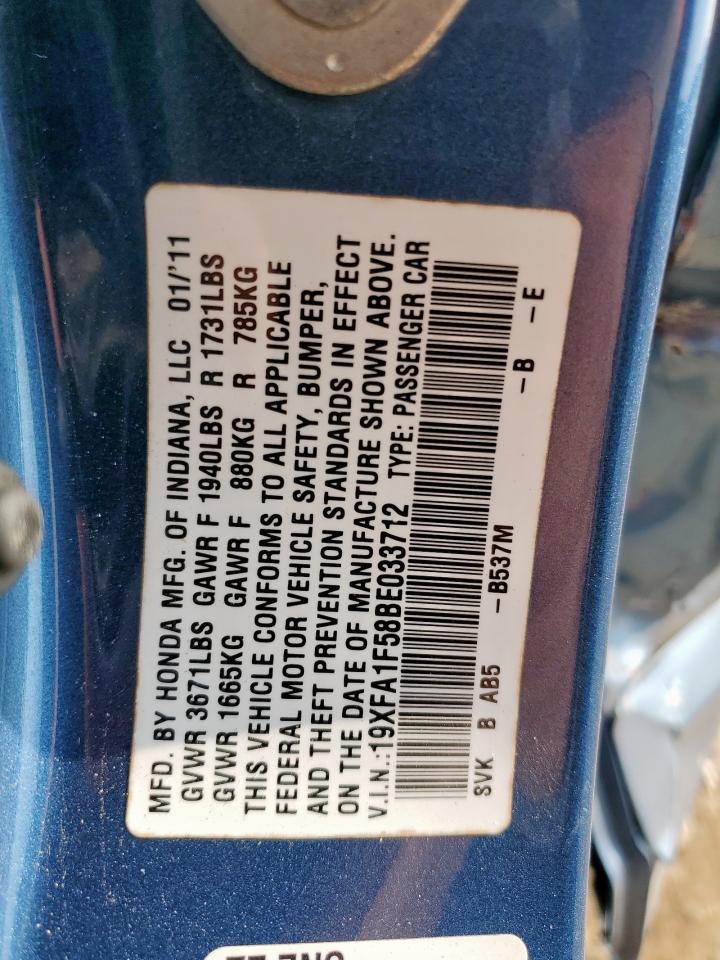 MFD. BY HONDA MFG. OF INDIANA, LLC 01/'11
GVWR 3671LBS GAWR F 1940LBS R 1731LBS
GVWR 1665KG GAWR F 880KG R 785KG
THIS VEHICLE CONFORMS TO ALL APPLICABLE
FEDERAL MOTOR VEHICLE SAFETY, BUMPER,
AND THEFT PREVENTION STANDARDS IN EFFECT
ON THE DATE OF MANUFACTURE SHOWN ABOVE.
V.I.N.:19XFA1F58BE033712 TYPE: PASSENGER CAR
SVK B AB5 -B537M -B -E